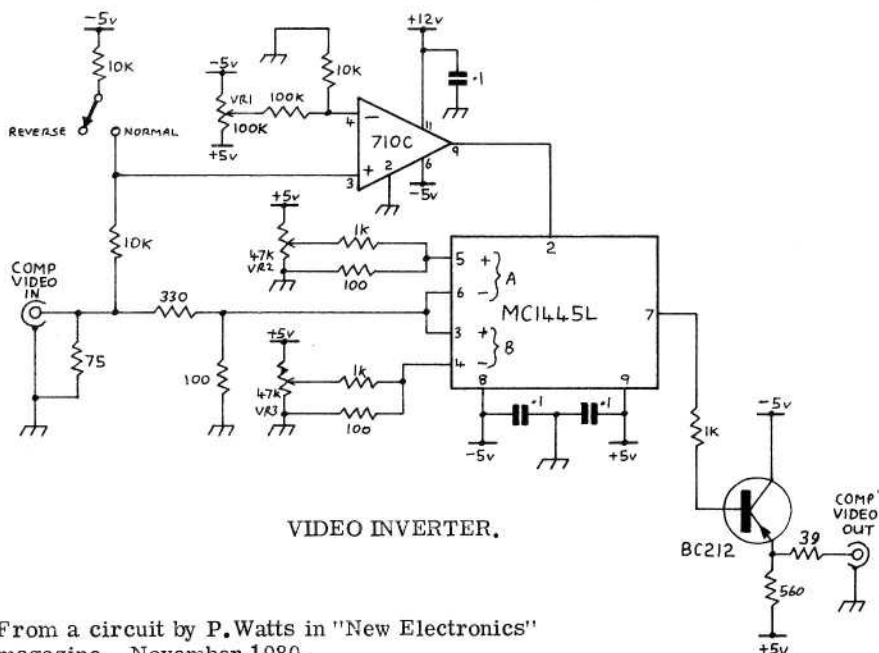 -5v
+12v
10K
-5v
10K
·1
VR1
100K
100K
+5v
4
-
11
REVERSE
NORMAL
710C
9
3
+
2
6
-5v
+5v
1k
2
10K
47K
VR2
100
5 + A
6 -
COMP
VIDEO
IN
330
MC1445L
7
3 + B
4 -
75
100
+5v
1k
47K
VR3
100
8
9
·1
·1
-5v
+5v
1k
-5v
COMP'
VIDEO
OUT
39
BC212
560
+5v
VIDEO INVERTER.
From a circuit by P.Watts in "New Electronics"
magazine - November 1980.